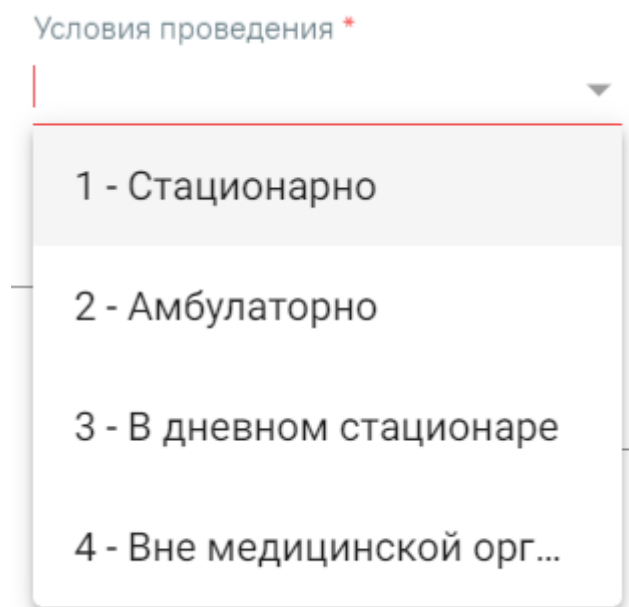 Условия проведения *
1 - Стационарно
2 - Амбулаторно
3 - В дневном стационаре
4 - Вне медицинской орг...